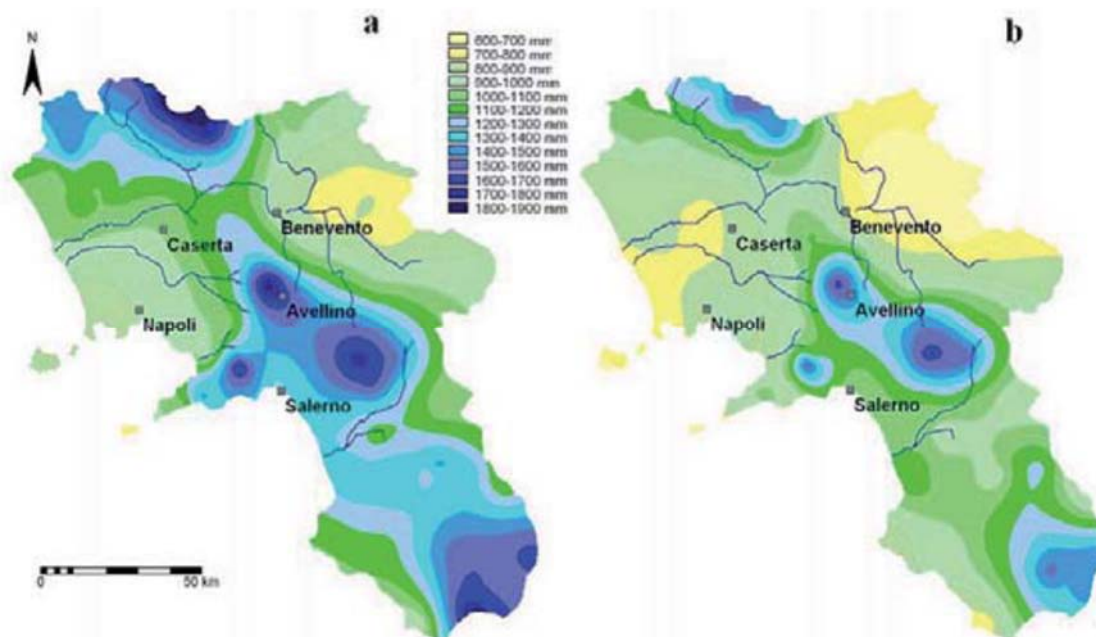 a
b
N
600-700 mm
700-800 mm
800-900 mm
900-1000 mm
1000-1100 mm
1100-1200 mm
1200-1300 mm
1300-1400 mm
1400-1500 mm
1500-1600 mm
1600-1700 mm
1700-1800 mm
1800-1900 mm
Benevento
Caserta
Avellino
Napoli
Salerno
0 50 km
Benevento
Caserta
Avellino
Napoli
Salerno